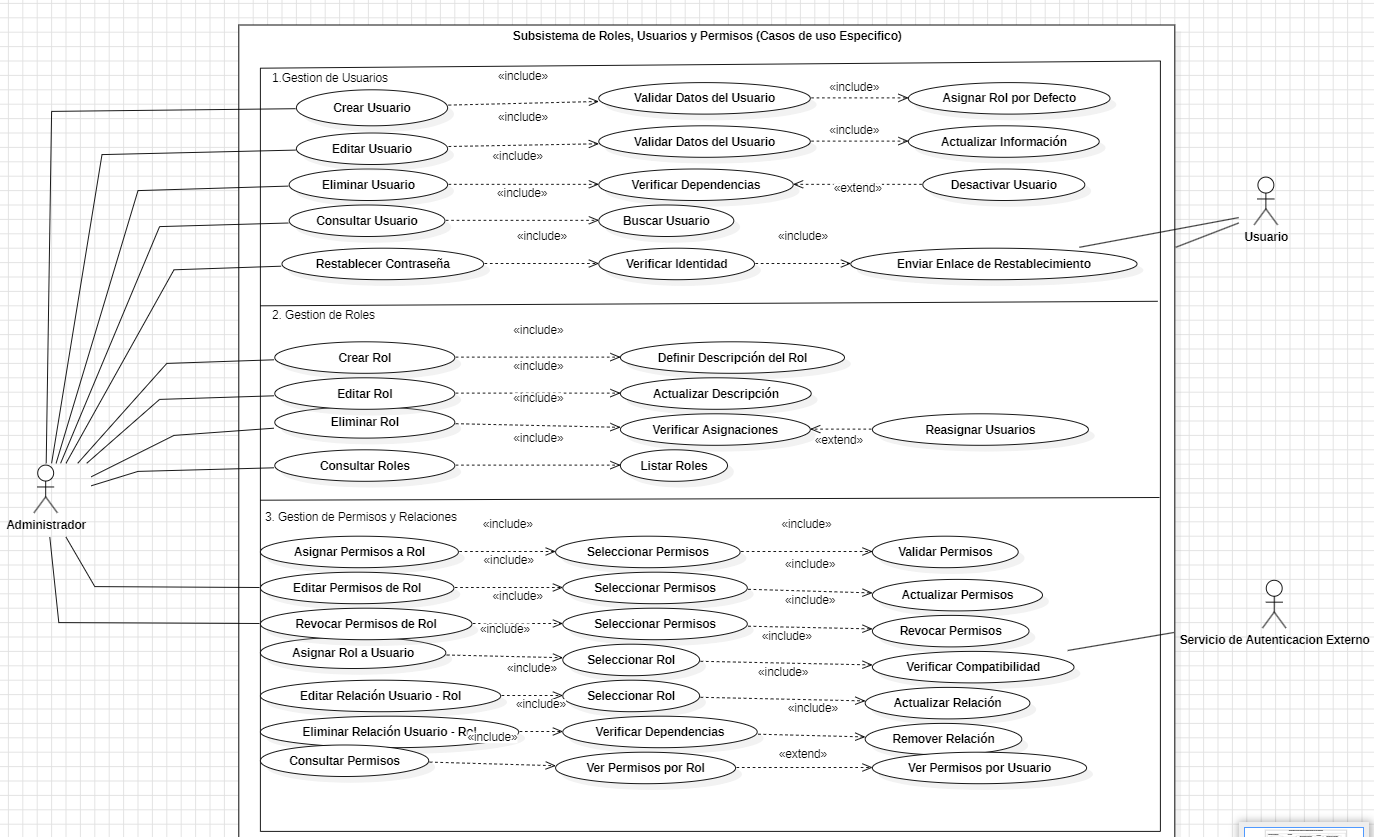 Subsistema de Roles, Usuarios y Permisos (Casos de uso Especifico)
1.Gestion de Usuarios
«include»
Crear Usuario
Validar Datos del Usuario
«include»
Asignar Rol por Defecto
«include»
Editar Usuario
Validar Datos del Usuario
«include»
Actualizar Información
«include»
Eliminar Usuario
Verificar Dependencias
«extend»
Desactivar Usuario
«include»
Consultar Usuario
Buscar Usuario
«include»
«include»
Restablecer Contraseña
Verificar Identidad
Enviar Enlace de Restablecimiento
Usuario
2. Gestion de Roles
«include»
Crear Rol
Definir Descripción del Rol
«include»
Editar Rol
Actualizar Descripción
«include»
Eliminar Rol
Verificar Asignaciones
«extend»
Reasignar Usuarios
«include»
Consultar Roles
Listar Roles
Administrador
3. Gestion de Permisos y Relaciones
«include»
«include»
Asignar Permisos a Rol
Seleccionar Permisos
Validar Permisos
«include»
«include»
Editar Permisos de Rol
Seleccionar Permisos
Actualizar Permisos
«include»
«include»
Revocar Permisos de Rol
Seleccionar Permisos
Revocar Permisos
«include»
«include»
Asignar Rol a Usuario
Seleccionar Rol
Verificar Compatibilidad
«include»
«include»
Editar Relación Usuario - Rol
Seleccionar Rol
Actualizar Relación
«include»
«include»
Eliminar Relación Usuario - Rol
«include»
Verificar Dependencias
Remover Relación
«extend»
Consultar Permisos
Ver Permisos por Rol
Ver Permisos por Usuario
Servicio de Autenticacion Externo